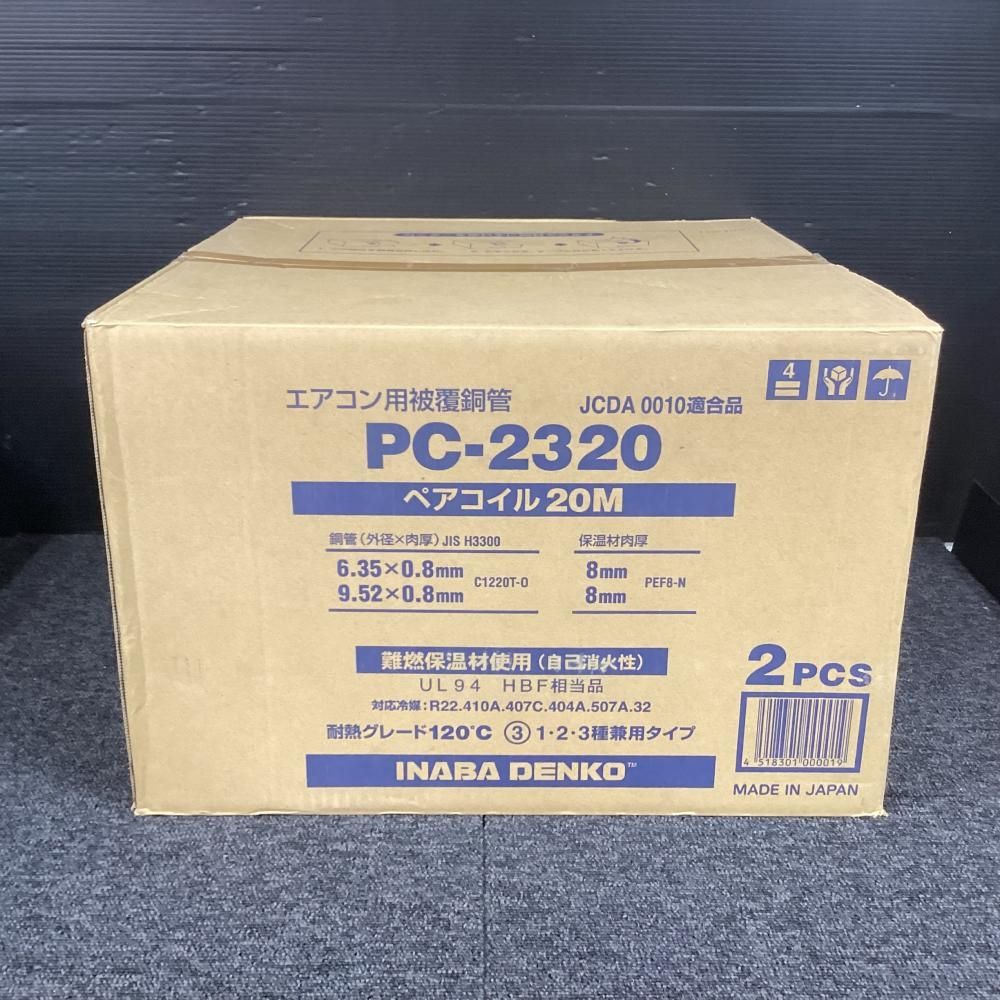 4
エアコン用被覆銅管
JCDA 0010適合品
PC-2320
ペアコイル 20M
銅管(外径×肉厚) JIS H3300
6.35×0.8mm
9.52×0.8mm
C1220T-O
保温材肉厚
8mm
8mm
PEF8-N
難燃保温材使用(自己消火性)
UL94 HBF相当品
対応冷媒:R22.410A.407C.404A.507A.32
耐熱グレード120℃ ③ 1・2・3種兼用タイプ
INABA DENKO™
2 PCS
4 518301 000019
MADE IN JAPAN